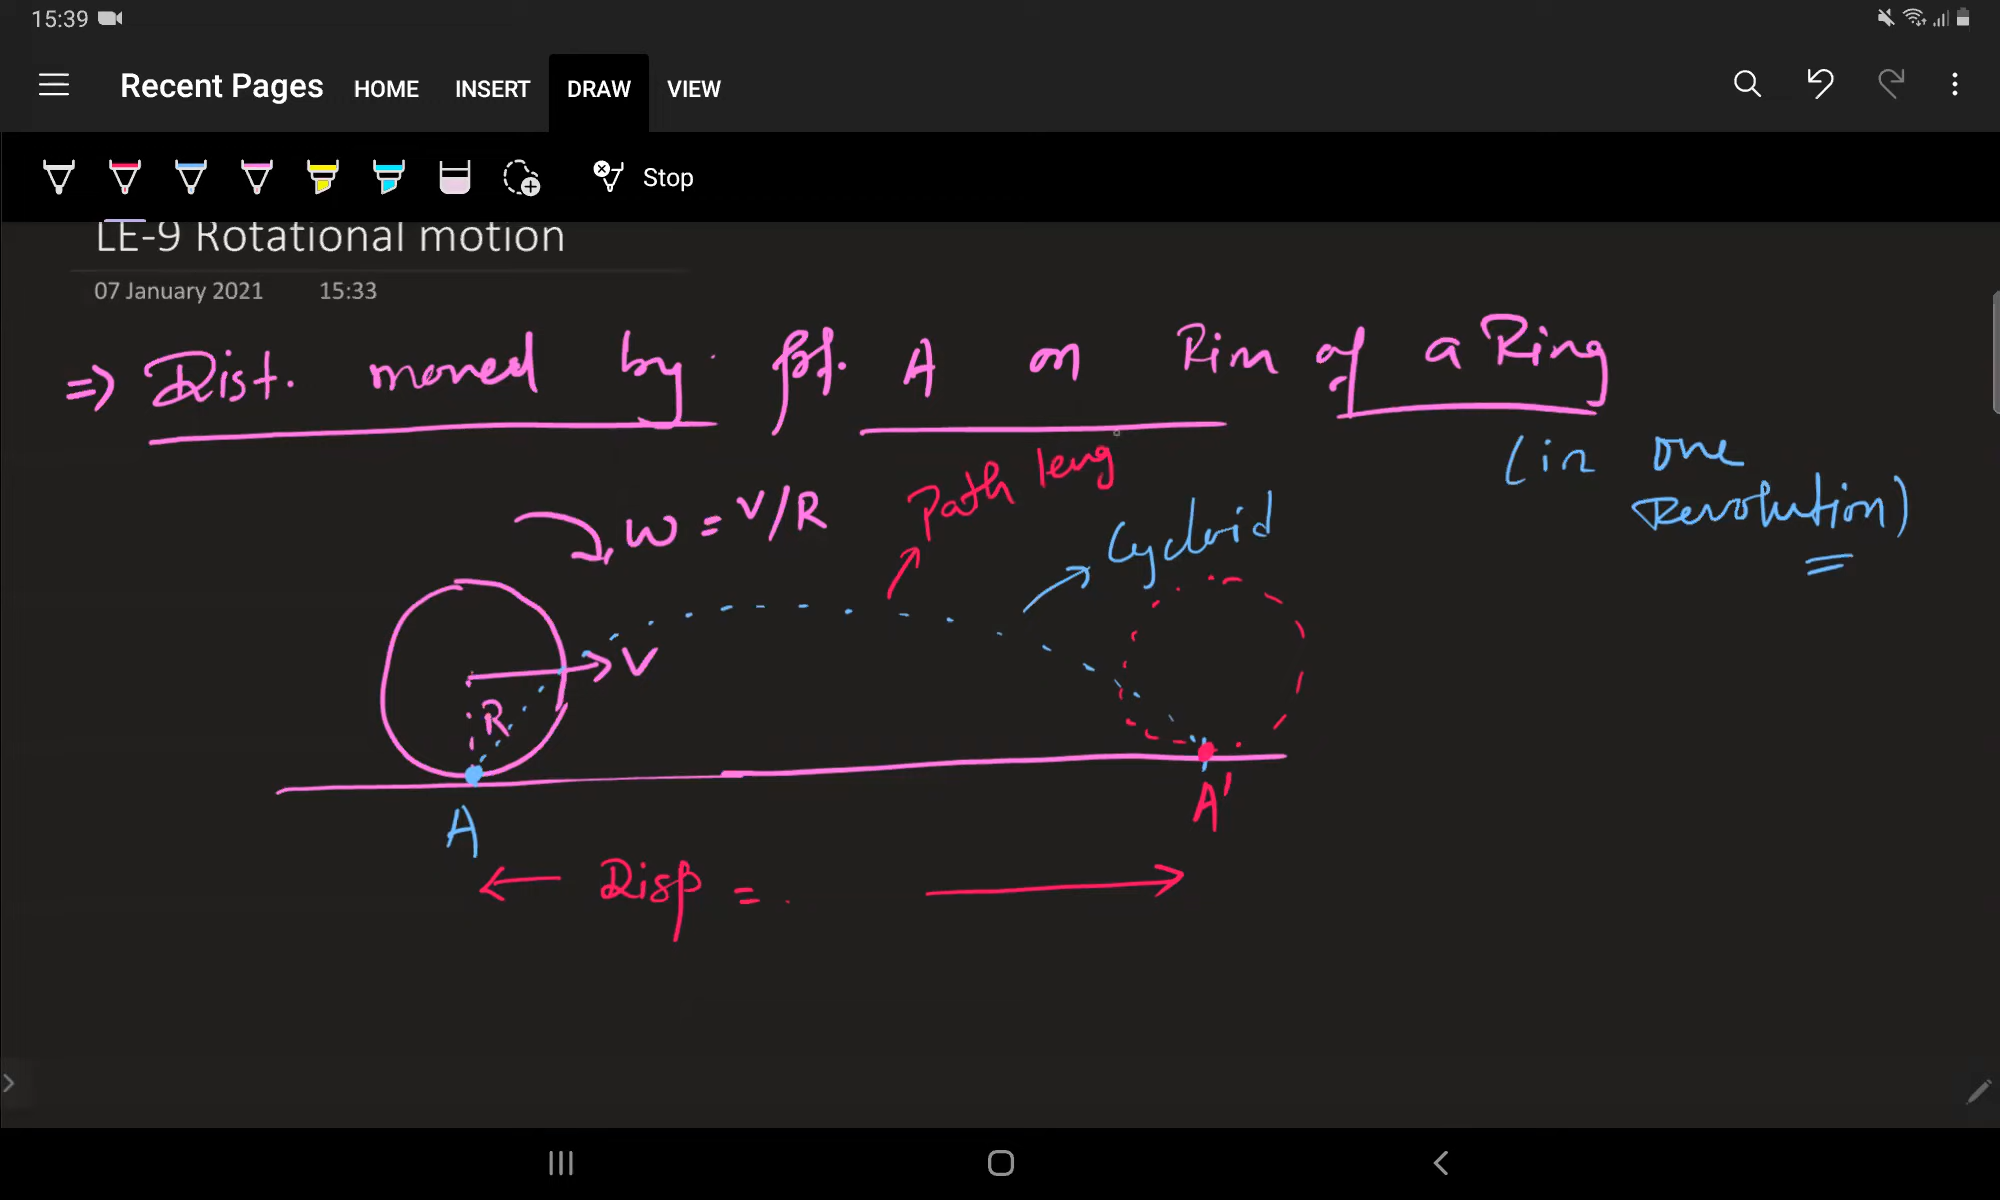 15:39
Recent Pages HOME INSERT DRAW VIEW
Stop
LE-9 Rotational motion
07 January 2021 15:33
=> Dist. moved by pt. A on Rim of a Ring
(in one
Revolution)
Path leng
W = V/R
Cycloid
V
R
A
A'
Disp = .